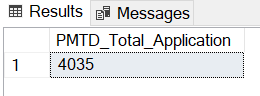 Results Messages
PMTD_Total_Application
1 4035